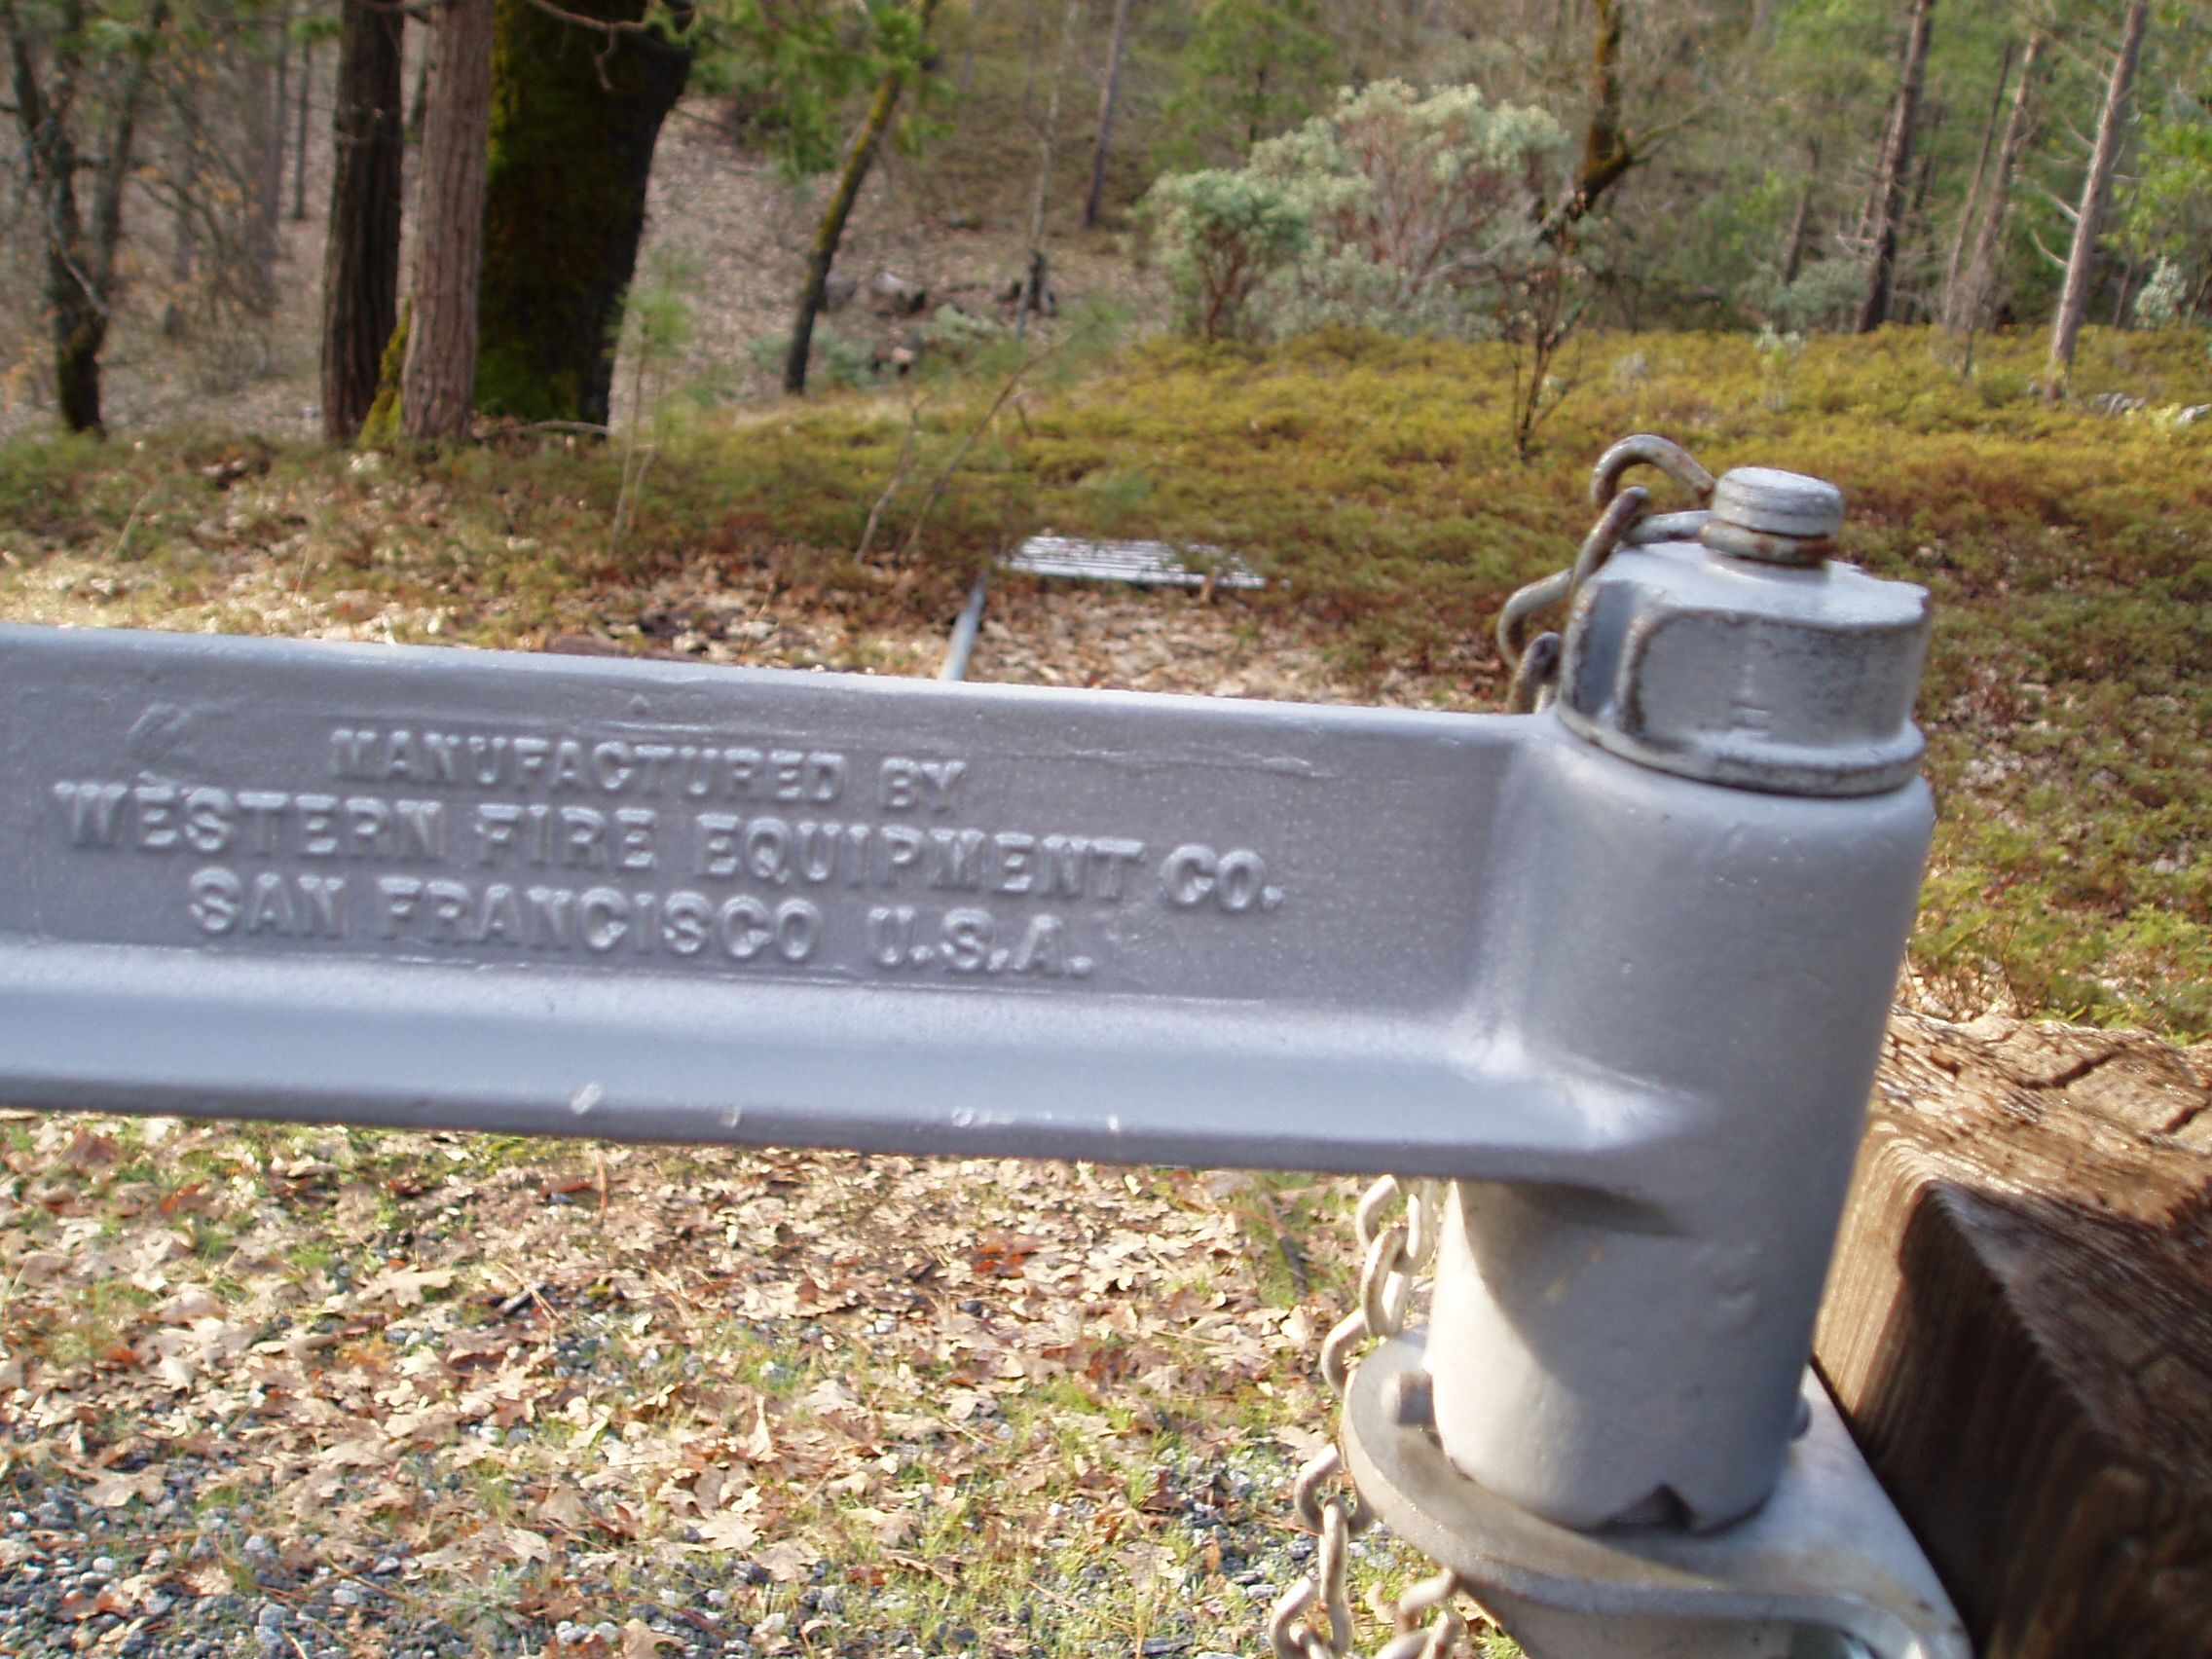 MANUFACTURED BY
WESTERN FIRE EQUIPMENT CO.
SAN FRANCISCO U.S.A.